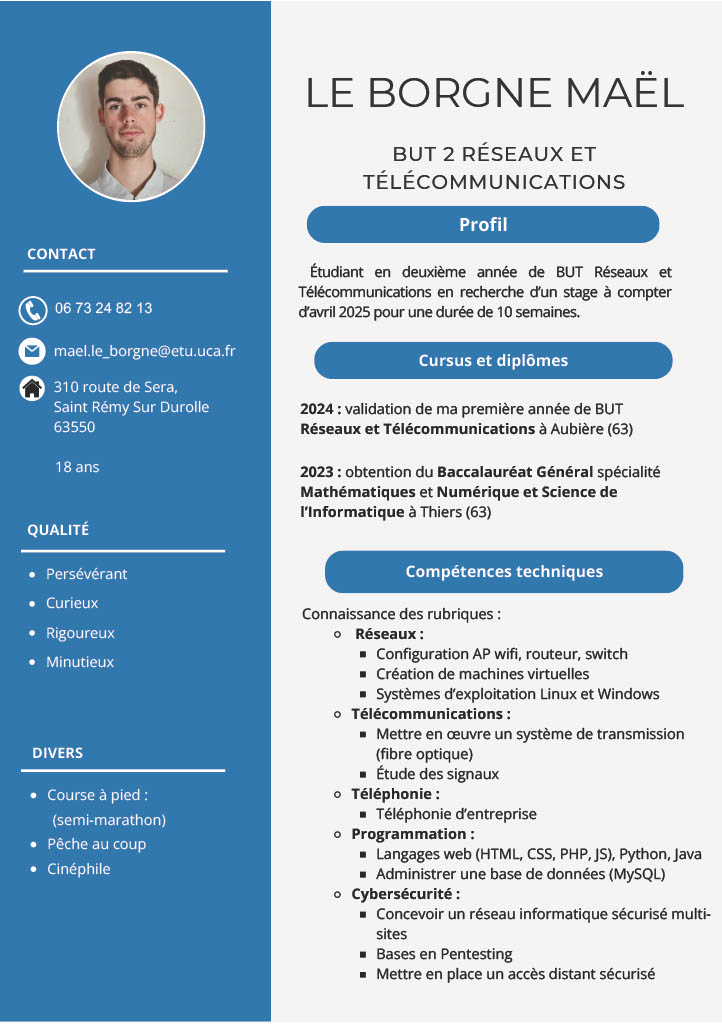 LE BORGNE MAËL
BUT 2 RÉSEAUX ET
TÉLÉCOMMUNICATIONS
CONTACT
06 73 24 82 13
mael.le_borgne@etu.uca.fr
310 route de Sera,
Saint Rémy Sur Durolle
63550
18 ans
QUALITÉ
• Persévérant
• Curieux
• Rigoureux
• Minutieux
DIVERS
• Course à pied :
(semi-marathon)
• Pêche au coup
• Cinéphile
Profil
Étudiant en deuxième année de BUT Réseaux et
Télécommunications en recherche d'un stage à compter
d'avril 2025 pour une durée de 10 semaines.
Cursus et diplômes
2024 : validation de ma première année de BUT
Réseaux et Télécommunications à Aubière (63)
2023 : obtention du Baccalauréat Général spécialité
Mathématiques et Numérique et Science de
l'Informatique à Thiers (63)
Compétences techniques
Connaissance des rubriques :
◦ Réseaux :
▪ Configuration AP wifi, routeur, switch
▪ Création de machines virtuelles
▪ Systèmes d'exploitation Linux et Windows
◦ Télécommunications :
▪ Mettre en œuvre un système de transmission
(fibre optique)
▪ Étude des signaux
◦ Téléphonie :
▪ Téléphonie d'entreprise
◦ Programmation :
▪ Langages web (HTML, CSS, PHP, JS), Python, Java
▪ Administrer une base de données (MySQL)
◦ Cybersécurité :
▪ Concevoir un réseau informatique sécurisé multi-
sites
▪ Bases en Pentesting
▪ Mettre en place un accès distant sécurisé